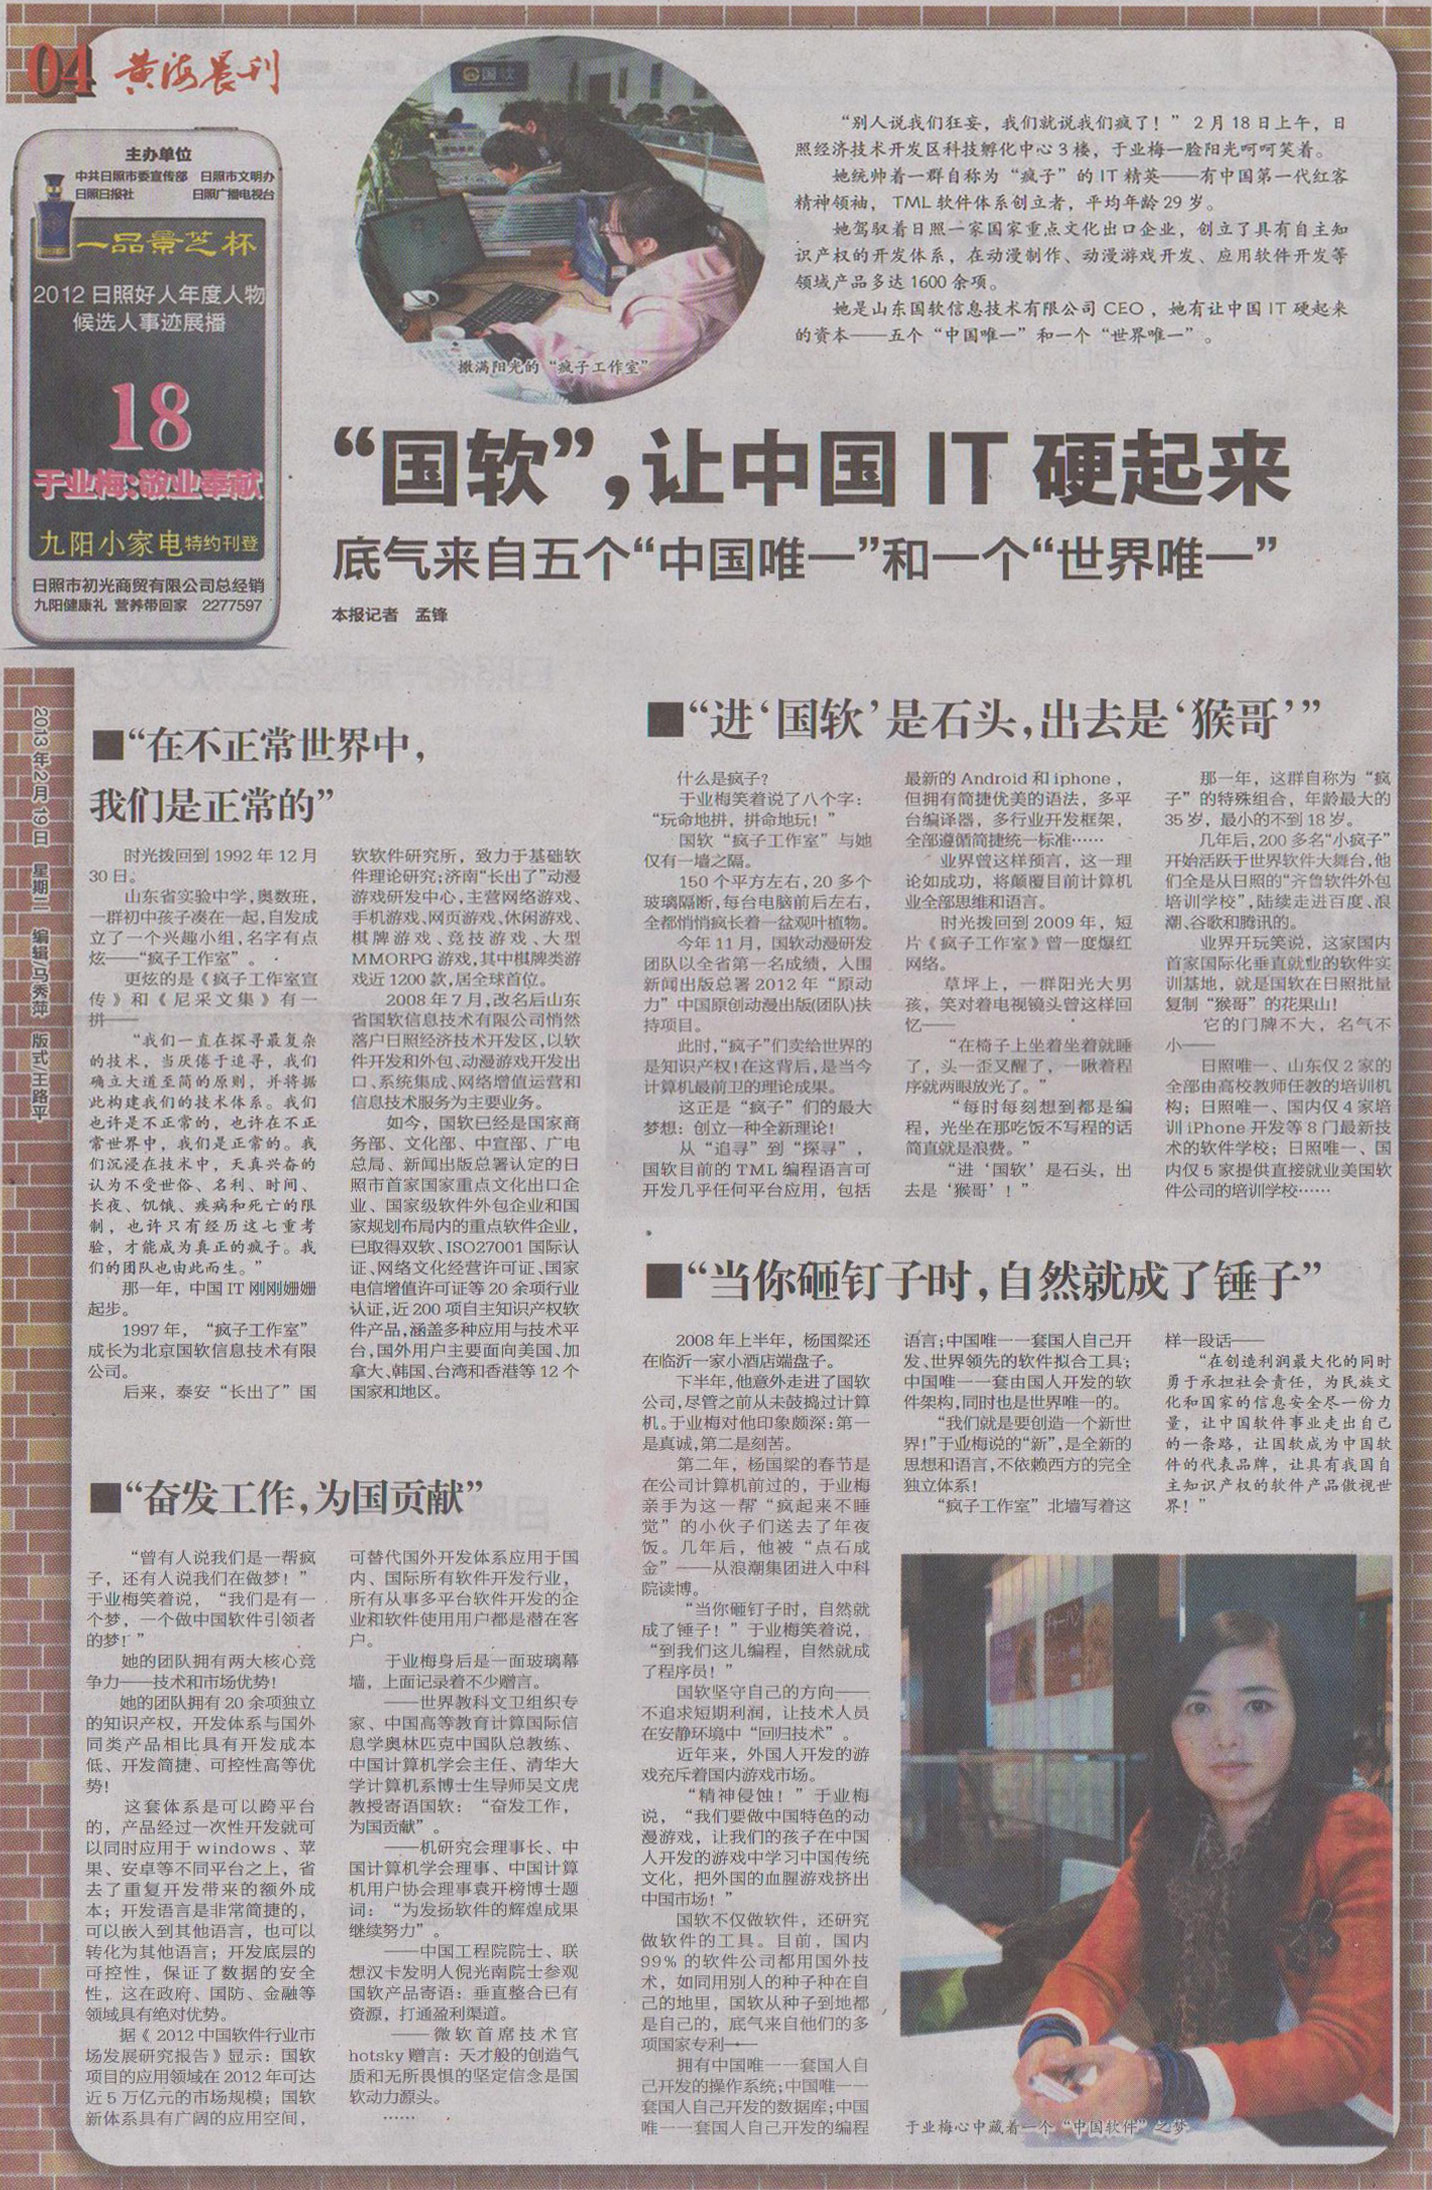 04 黄海晨刊
主办单位
中共日照市委宣传部 日照市文明办
日照日报社 日照广播电视台
一品景芝杯
2012日照好人年度人物
候选人事迹展播
18
于业梅:敬业奉献
九阳小家电特约刊登
日照市初光商贸有限公司总经销
九阳健康礼 营养带回家 2277597
国软
撒满阳光的“疯子工作室”
“别人说我们狂妄，我们就说我们疯了！”2月18日上午，日
照经济技术开发区科技孵化中心3楼，于业梅一脸阳光呵呵笑着。
她统帅着一群自称为“疯子”的IT精英——有中国第一代红客
精神领袖，TML软件体系创立者，平均年龄29岁。
她驾驭着日照一家国家重点文化出口企业，创立了具有自主知
识产权的开发体系，在动漫制作、动漫游戏开发、应用软件开发等
领域产品多达1600余项。
她是山东国软信息技术有限公司CEO，她有让中国IT硬起来
的资本——五个“中国唯一”和一个“世界唯一”。
“国软”,让中国IT硬起来
底气来自五个“中国唯一”和一个“世界唯一”
本报记者 孟锋
2013年2月19日 星期二 编辑/马秀萍 版式/王路平
■“在不正常世界中,
我们是正常的”
时光拨回到1992年12月
30日。
山东省实验中学,奥数班,
一群初中孩子凑在一起,自发成
立了一个兴趣小组,名字有点
炫——“疯子工作室”。
更炫的是《疯子工作室宣
传》和《尼采文集》有一
拼——
“我们一直在探寻最复杂
的技术，当厌倦于追寻，我们
确立大道至简的原则，并将据
此构建我们的技术体系。我们
也许是不正常的，也许在不正
常世界中，我们是正常的。我
们沉浸在技术中，天真兴奋的
认为不受世俗、名利、时间、
长夜、饥饿、疾病和死亡的限
制，也许只有经历这七重考
验，才能成为真正的疯子。我
们的团队也由此而生。”
那一年，中国IT刚刚姗姗
起步。
1997年，“疯子工作室”
成长为北京国软信息技术有限
公司。
后来，泰安“长出了”国
软软件研究所，致力于基础软
件理论研究;济南“长出了”动漫
游戏研发中心,主营网络游戏、
手机游戏、网页游戏、休闲游戏、
棋牌游戏、竞技游戏、大型
MMORPG游戏,其中棋牌类游
戏近1200款,居全球首位。
2008年7月,改名后山东
省国软信息技术有限公司悄然
落户日照经济技术开发区,以软
件开发和外包、动漫游戏开发出
口、系统集成、网络增值运营和
信息技术服务为主要业务。
如今，国软已经是国家商
务部、文化部、中宣部、广电
总局、新闻出版总署认定的日
照市首家国家重点文化出口企
业、国家级软件外包企业和国
家规划布局内的重点软件企业,
已取得双软、ISO27001国际认
证、网络文化经营许可证、国家
电信增值许可证等20余项行业
认证,近200项自主知识产权软
件产品,涵盖多种应用与技术平
台,国外用户主要面向美国、加
拿大、韩国、台湾和香港等12个
国家和地区。
■“奋发工作,为国贡献”
“曾有人说我们是一帮疯
子，还有人说我们在做梦！”
于业梅笑着说，“我们是有一
个梦，一个做中国软件引领者
的梦！”
她的团队拥有两大核心竞
争力——技术和市场优势!
她的团队拥有20余项独立
的知识产权，开发体系与国外
同类产品相比具有开发成本
低、开发简捷、可控性高等优
势!
这套体系是可以跨平台
的，产品经过一次性开发就可
以同时应用于windows、苹
果、安卓等不同平台之上，省
去了重复开发带来的额外成
本；开发语言是非常简捷的，
可以嵌入到其他语言，也可以
转化为其他语言；开发底层的
可控性，保证了数据的安全
性，这在政府、国防、金融等
领域具有绝对优势。
据《2012中国软件行业市
场发展研究报告》显示：国软
项目的应用领域在2012年可达
近5万亿元的市场规模；国软
新体系具有广阔的应用空间，
可替代国外开发体系应用于国
内、国际所有软件开发行业，
所有从事多平台软件开发的企
业和软件使用用户都是潜在客
户。
于业梅身后是一面玻璃幕
墙，上面记录着不少赠言。
——世界教科文卫组织专
家、中国高等教育计算国际信
息学奥林匹克中国队总教练、
中国计算机学会主任、清华大
学计算机系博士生导师吴文虎
教授寄语国软：“奋发工作，
为国贡献”。
——机研究会理事长、中
国计算机学会理事、中国计算
机用户协会理事袁开榜博士题
词：“为发扬软件的辉煌成果
继续努力”。
——中国工程院院士、联
想汉卡发明人倪光南院士参观
国软产品寄语：垂直整合已有
资源，打通盈利渠道。
——微软首席技术官
hotsky赠言：天才般的创造气
质和无所畏惧的坚定信念是国
软动力源头。
……
■“进‘国软’是石头,出去是‘猴哥’”
什么是疯子?
于业梅笑着说了八个字：
“玩命地拼，拼命地玩！”
国软“疯子工作室”与她
仅有一墙之隔。
150个平方左右,20多个
玻璃隔断,每台电脑前后左右,
全都悄悄疯长着一盆观叶植物。
今年11月，国软动漫研发
团队以全省第一名成绩，入围
新闻出版总署2012年“原动
力”中国原创动漫出版(团队)扶
持项目。
此时,“疯子”们卖给世界的
是知识产权!在这背后,是当今
计算机最前卫的理论成果。
这正是“疯子”们的最大
梦想：创立一种全新理论!
从“追寻”到“探寻”，
国软目前的TML编程语言可
开发几乎任何平台应用，包括
最新的Android和iphone，
但拥有简捷优美的语法，多平
台编译器，多行业开发框架，
全部遵循简捷统一标准……
业界曾这样预言，这一理
论如成功，将颠覆目前计算机
业全部思维和语言。
时光拨回到2009年，短
片《疯子工作室》曾一度爆红
网络。
草坪上，一群阳光大男
孩，笑对着电视镜头曾这样回
忆——
“在椅子上坐着坐着就睡
了，头一歪又醒了，一瞅着程
序就两眼放光了。”
“每时每刻想到都是编
程，光坐在那吃饭不写程的话
简直就是浪费。”
“进‘国软’是石头，出
去是‘猴哥’！”
那一年，这群自称为“疯
子”的特殊组合，年龄最大的
35岁，最小的不到18岁。
几年后,200多名“小疯子”
开始活跃于世界软件大舞台,他
们全是从日照的“齐鲁软件外包
培训学校”,陆续走进百度、浪
潮、谷歌和腾讯的。
业界开玩笑说，这家国内
首家国际化垂直就业的软件实
训基地，就是国软在日照批量
复制“猴哥”的花果山!
它的门牌不大，名气不
小——
日照唯一、山东仅2家的
全部由高校教师任教的培训机
构；日照唯一、国内仅4家培
训iPhone开发等8门最新技
术的软件学校；日照唯一、国
内仅5家提供直接就业美国软
件公司的培训学校……
■“当你砸钉子时,自然就成了锤子”
2008年上半年，杨国梁还
在临沂一家小酒店端盘子。
下半年,他意外走进了国软
公司,尽管之前从未鼓捣过计算
机。于业梅对他印象颇深:第一
是真诚,第二是刻苦。
第二年，杨国梁的春节是
在公司计算机前过的，于业梅
亲手为这一帮“疯起来不睡
觉”的小伙子们送去了年夜
饭。几年后，他被“点石成
金”——从浪潮集团进入中科
院读博。
“当你砸钉子时，自然就
成了锤子！”于业梅笑着说，
“到我们这儿编程，自然就成
了程序员！”
国软坚守自己的方向——
不追求短期利润，让技术人员
在安静环境中“回归技术”。
近年来，外国人开发的游
戏充斥着国内游戏市场。
“精神侵蚀！”于业梅
说，“我们要做中国特色的动
漫游戏，让我们的孩子在中国
人开发的游戏中学习中国传统
文化，把外国的血腥游戏挤出
中国市场！”
国软不仅做软件，还研究
做软件的工具。目前，国内
99%的软件公司都用国外技
术，如同用别人的种子种在自
己的地里，国软从种子到地都
是自己的，底气来自他们的多
项国家专利——
拥有中国唯一一套国人自
己开发的操作系统;中国唯一一
套国人自己开发的数据库;中国
唯一一套国人自己开发的编程
语言;中国唯一一套国人自己开
发、世界领先的软件拟合工具;
中国唯一一套由国人开发的软
件架构,同时也是世界唯一的。
“我们就是要创造一个新世
界!”于业梅说的“新”,是全新的
思想和语言,不依赖西方的完全
独立体系!
“疯子工作室”北墙写着这
样一段话——
“在创造利润最大化的同时
勇于承担社会责任，为民族文
化和国家的信息安全尽一份力
量，让中国软件事业走出自己
的一条路，让国软成为中国软
件的代表品牌，让具有我国自
主知识产权的软件产品傲视世
界！”
于业梅心中藏着一个“中国软件”之梦